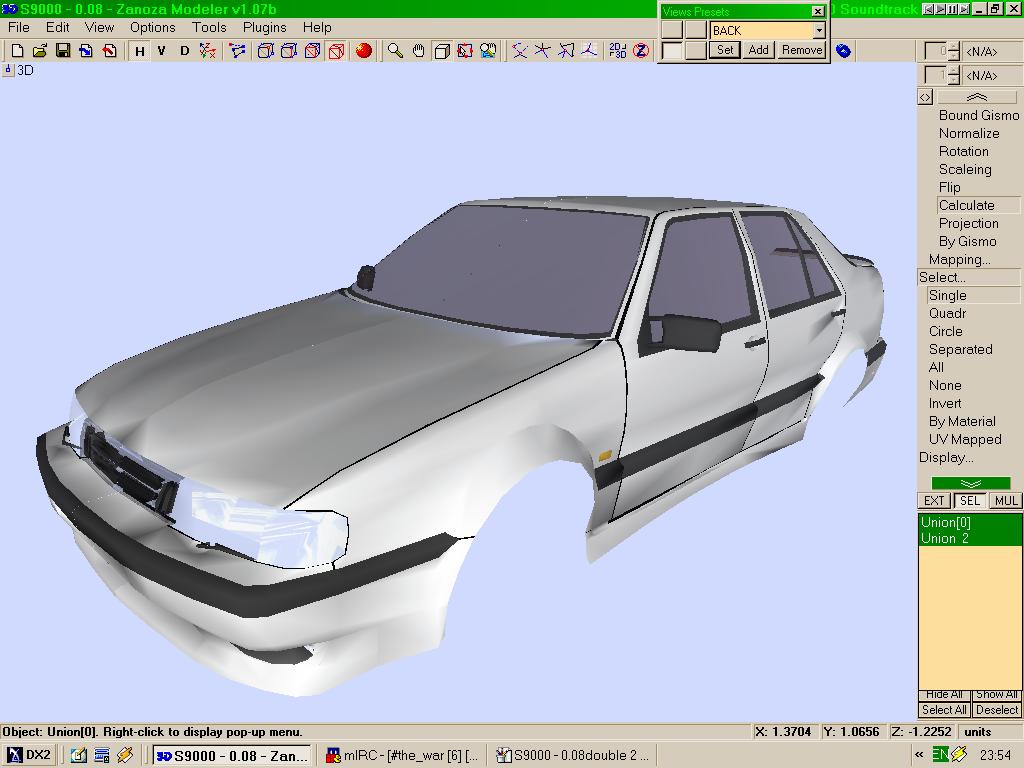 S9000 - 0.08 - Zanoza Modeler v1.07b
Soundtrack
File Edit View Options Tools Plugins Help
Views Presets
BACK
Set Add Remove
H V D
2D 3D
3D
0 <N/A>
1 <N/A>
Bound Gismo
Normalize
Rotation
Scaleing
Flip
Calculate
Projection
By Gismo
Mapping...
Select...
Single
Quadr
Circle
Separated
All
None
Invert
By Material
UV Mapped
Display...
EXT SEL MUL
Union[0]
Union 2
Hide All Show All
Select All Deselect
Object: Union[0]. Right-click to display pop-up menu.
X: 1.3704 Y: 1.0656 Z: -1.2252 units
DX2 S9000 - 0.08 - Zan... mIRC - [#the_war [6] [... S9000 - 0.08double 2 ... « EN 23:54